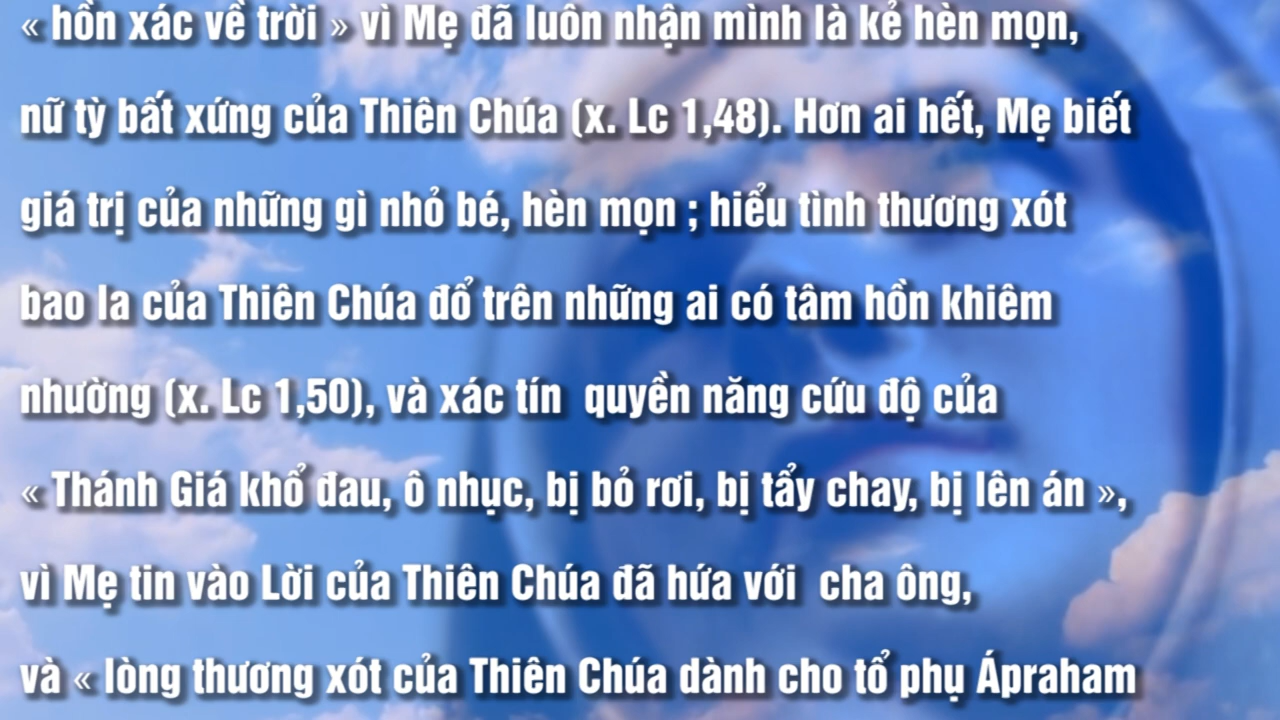 « hồn xác về trời » vì Mẹ đã luôn nhận mình là kẻ hèn mọn,
nữ tỳ bất xứng của Thiên Chúa (x. Lc 1,48). Hơn ai hết, Mẹ biết
giá trị của những gì nhỏ bé, hèn mọn ; hiểu tình thương xót
bao la của Thiên Chúa đổ trên những ai có tâm hồn khiêm
nhường (x. Lc 1,50), và xác tín  quyền năng cứu độ của
« Thánh Giá khổ đau, ô nhục, bị bỏ rơi, bị tẩy chay, bị lên án »,
vì Mẹ tin vào Lời của Thiên Chúa đã hứa với  cha ông,
và « lòng thương xót của Thiên Chúa dành cho tổ phụ Ápraham